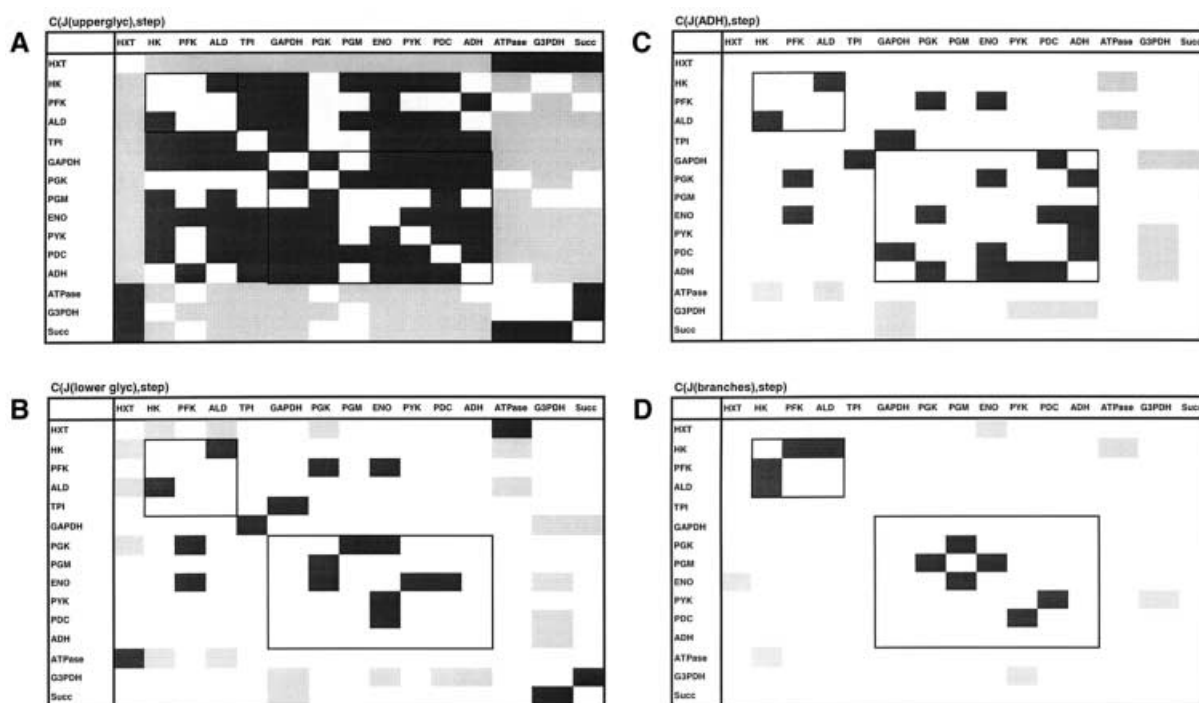 C(J(upperglyc),step)
A
HXT HK PFK ALD TPI GAPDH PGK PGM ENO PYK PDC ADH ATPase G3PDH Succ
HXT
HK
PFK
ALD
TPI
GAPDH
PGK
PGM
ENO
PYK
PDC
ADH
ATPase
G3PDH
Succ
C(J(ADH),step)
C
HXT HK PFK ALD TPI GAPDH PGK PGM ENO PYK PDC ADH ATPase G3PDH Succ
HXT
HK
PFK
ALD
TPI
GAPDH
PGK
PGM
ENO
PYK
PDC
ADH
ATPase
G3PDH
Succ
C(J(lower glyc),step)
B
HXT HK PFK ALD TPI GAPDH PGK PGM ENO PYK PDC ADH ATPase G3PDH Succ
HXT
HK
PFK
ALD
TPI
GAPDH
PGK
PGM
ENO
PYK
PDC
ADH
ATPase
G3PDH
Succ
C(J(branches),step)
D
HXT HK PFK ALD TPI GAPDH PGK PGM ENO PYK PDC ADH ATPase G3PDH Succ
HXT
HK
PFK
ALD
TPI
GAPDH
PGK
PGM
ENO
PYK
PDC
ADH
ATPase
G3PDH
Succ